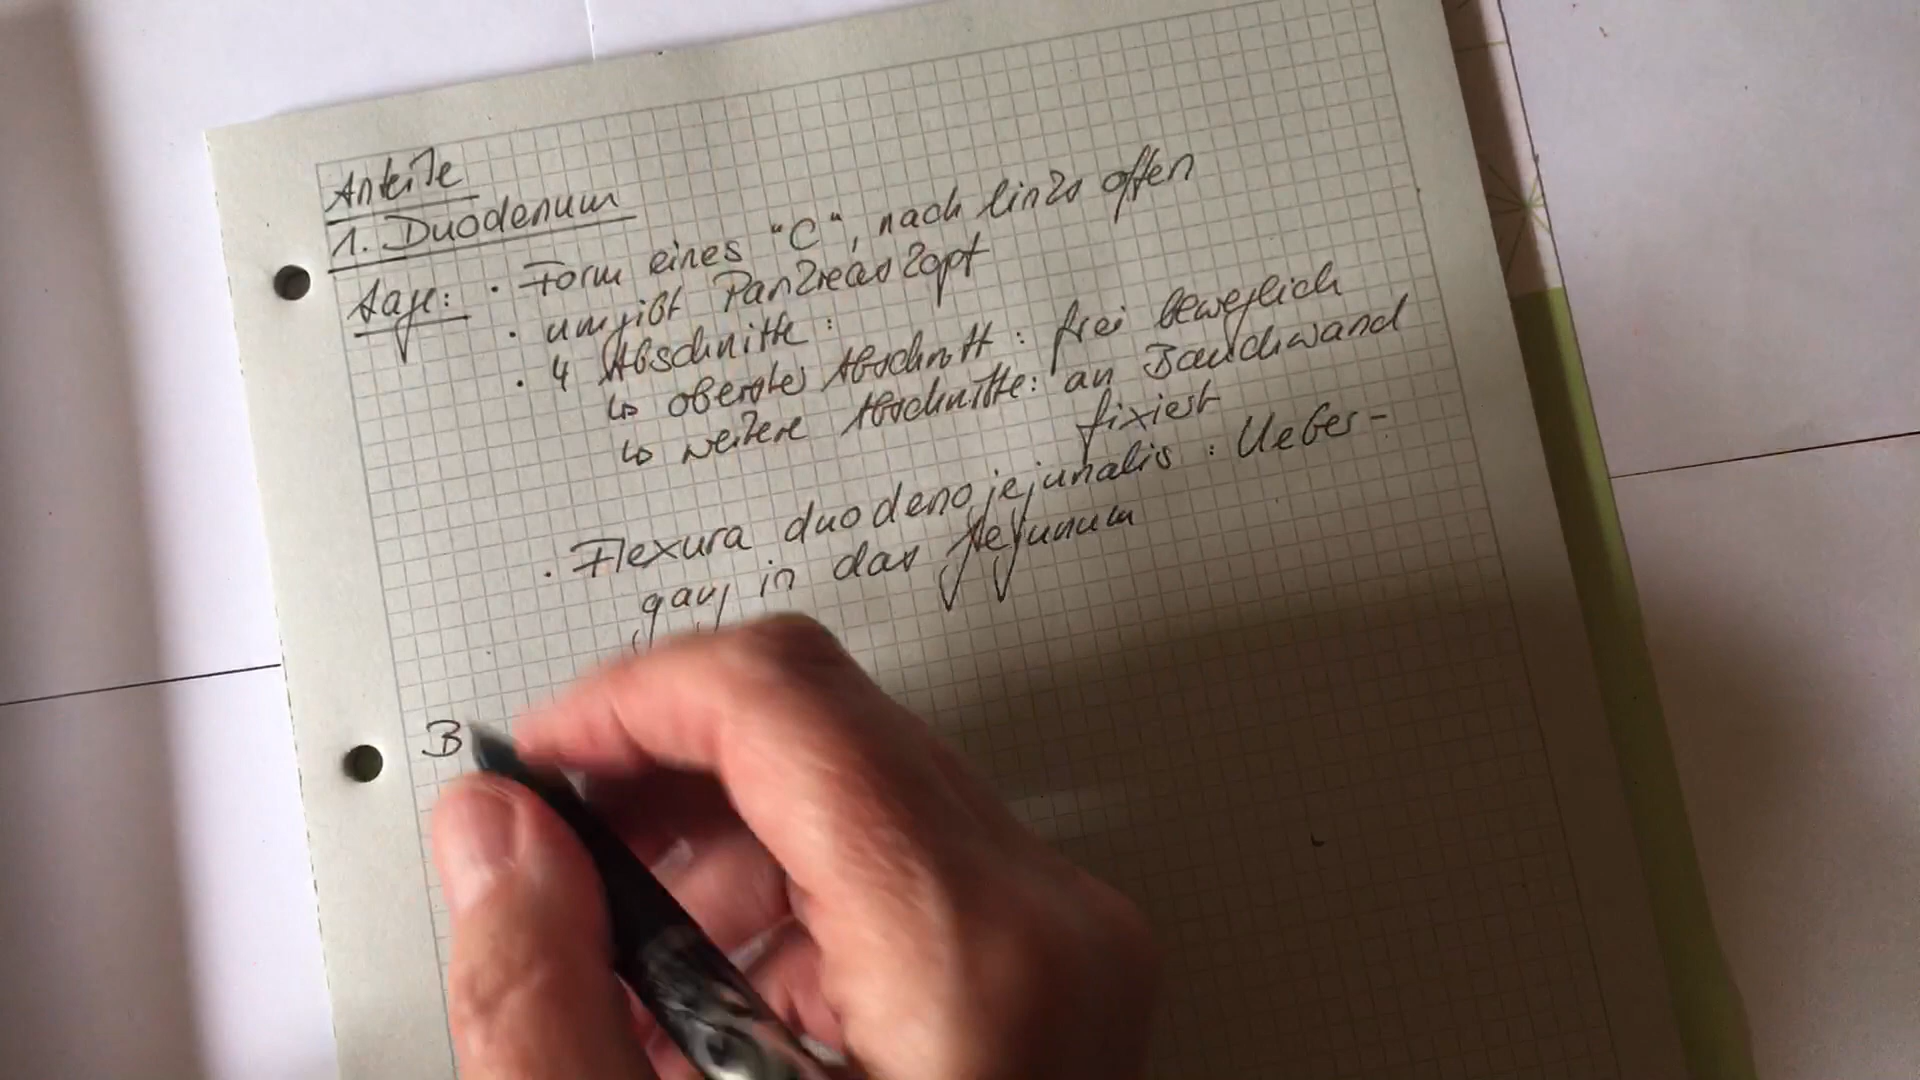 Anteile
1. Duodenum
Lage: · Form eines "C", nach links offen
· umgibt Pankreaskopf
· 4 Abschnitte:
↳ oberster Abschnitt: frei beweglich
↳ weitere Abschnitte: an Bauchwand
fixiert
· Flexura duodenojejunalis: Ueber-
gang in das Jejunum
B